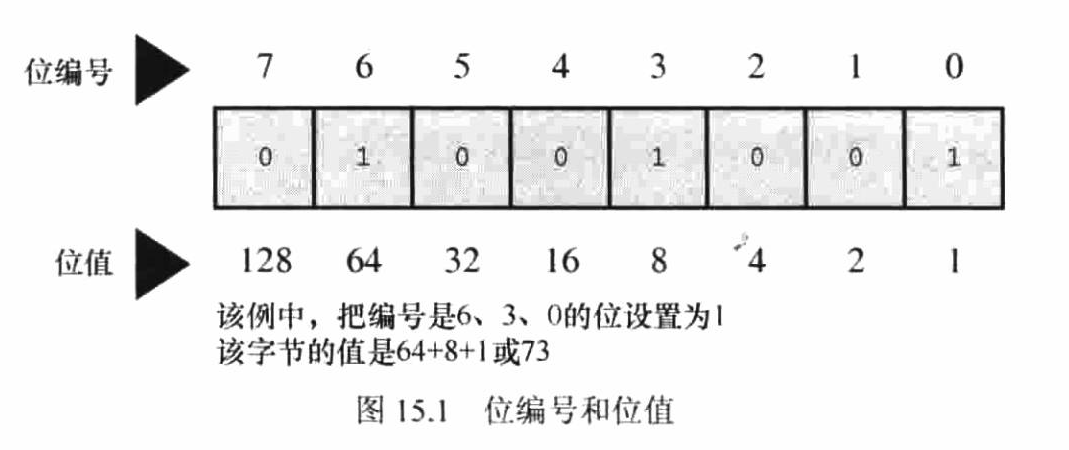 位编号 7 6 5 4 3 2 1 0
0 1 0 0 1 0 0 1
位值 128 64 32 16 8 4 2 1
该例中，把编号是6、3、0的位设置为1
该字节的值是64+8+1或73
图 15.1 位编号和位值